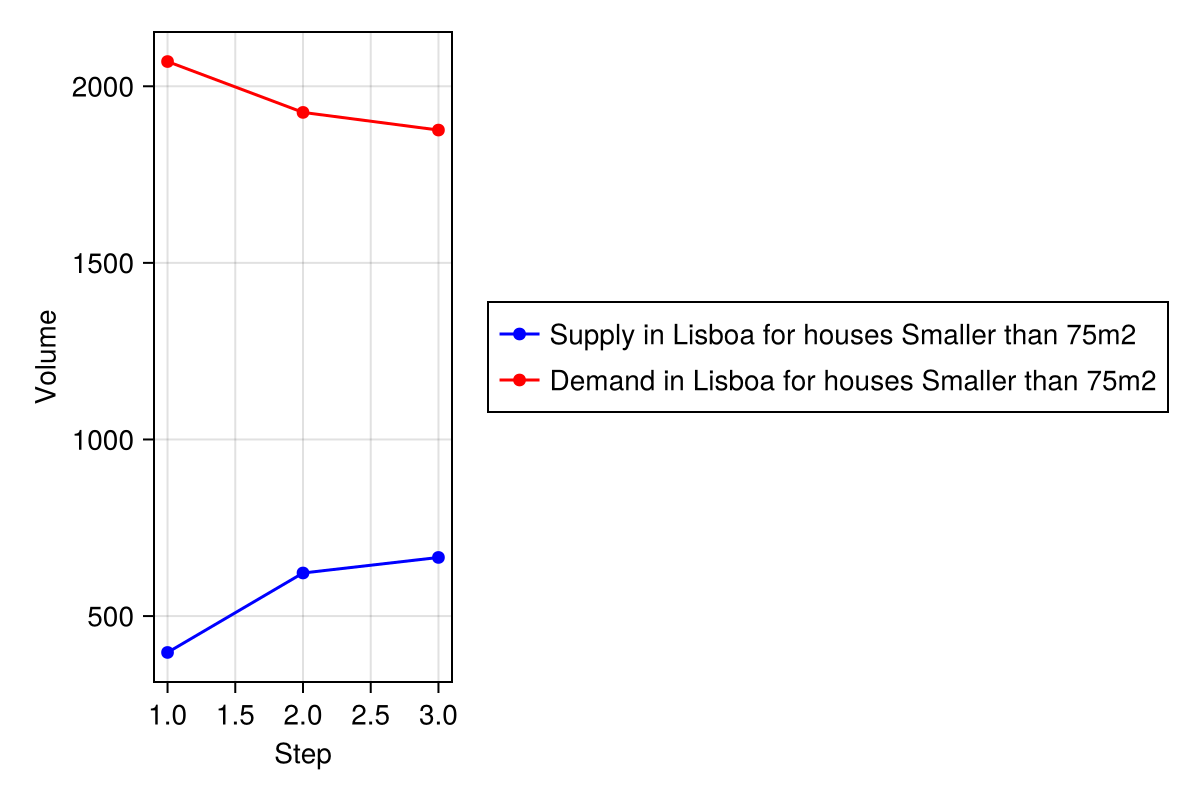 2000
1500
1000
500
Volume
1.0 1.5 2.0 2.5 3.0
Step
Supply in Lisboa for houses Smaller than 75m2
Demand in Lisboa for houses Smaller than 75m2